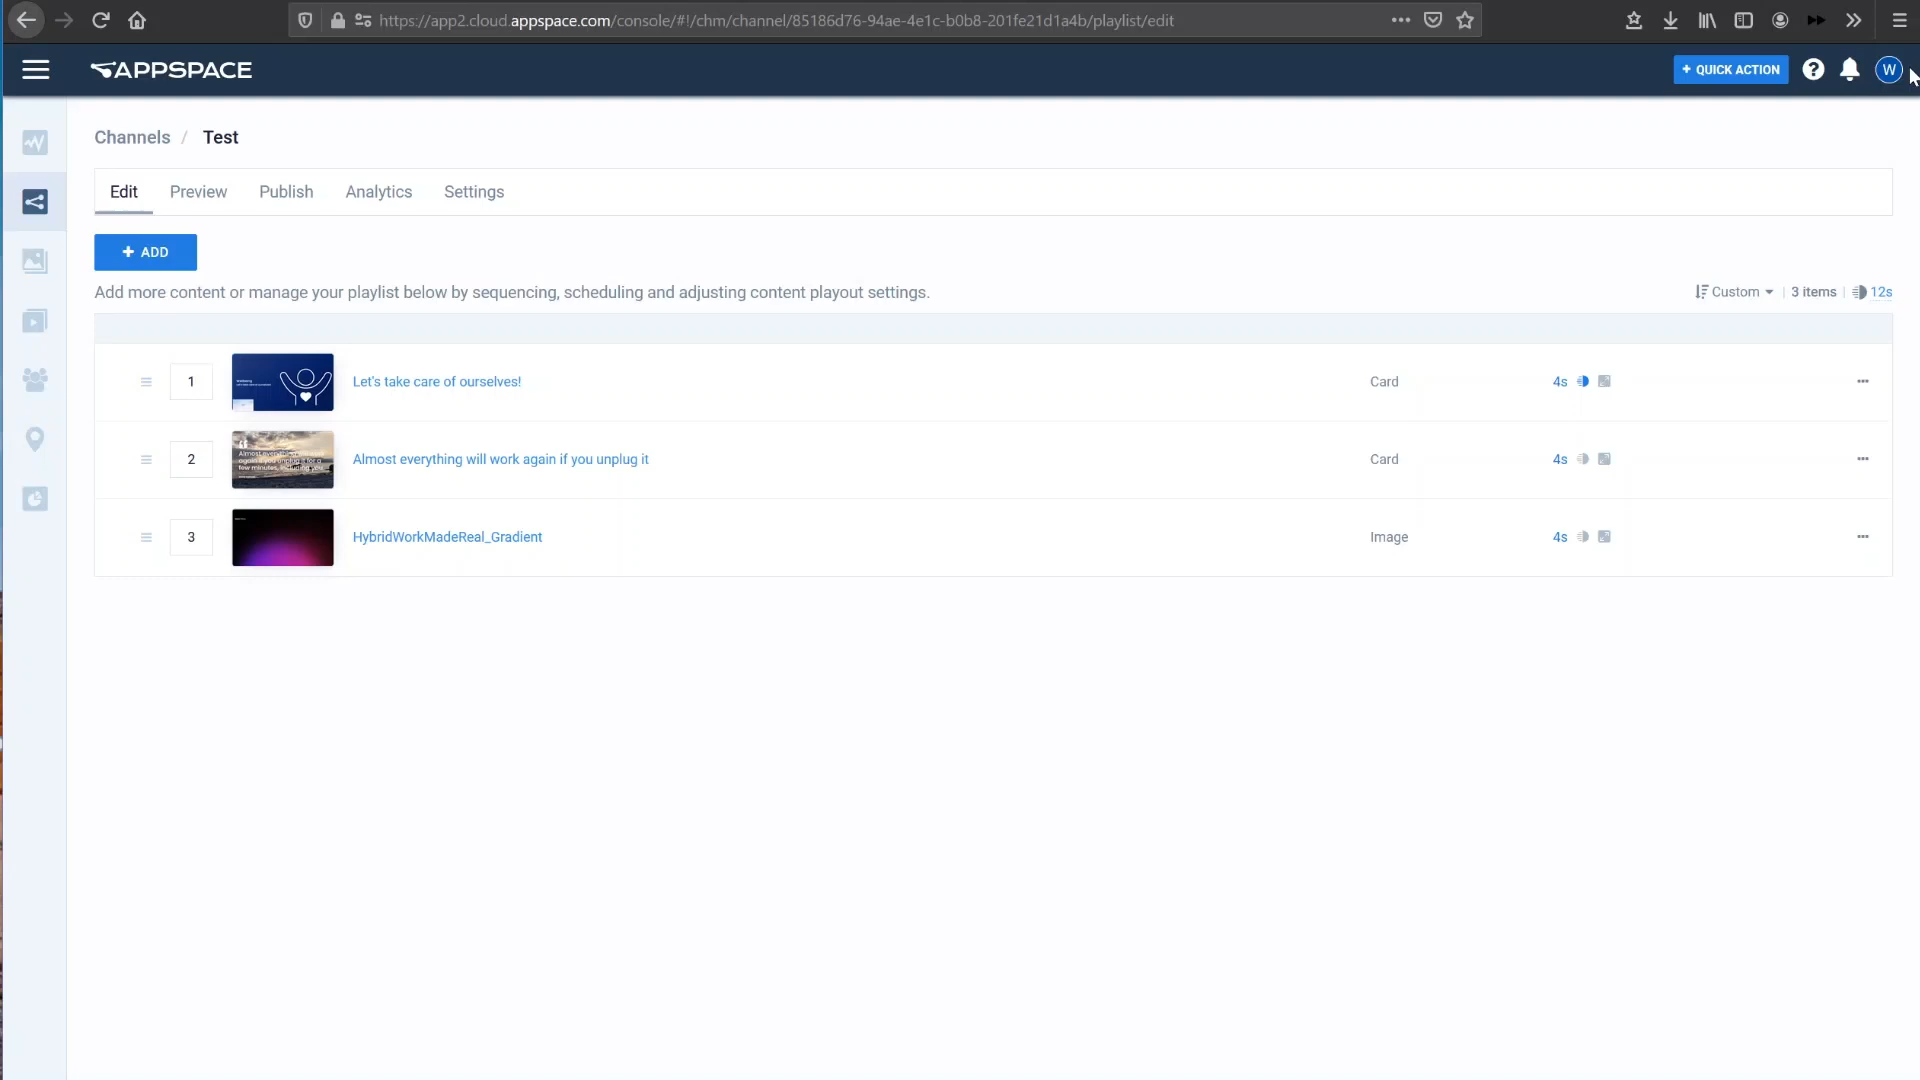 https://app2.cloud.appspace.com/console/#!/chm/channel/85186d76-94ae-4e1c-b0b8-201fe21d1a4b/playlist/edit
APPSPACE
+ QUICK ACTION
?
W
Channels / Test
Edit Preview Publish Analytics Settings
+ ADD
Add more content or manage your playlist below by sequencing, scheduling and adjusting content playout settings.
Custom | 3 items | 12s
1 Let's take care of ourselves! Card 4s
2 Almost everything will work again if you unplug it Card 4s
3 HybridWorkMadeReal_Gradient Image 4s